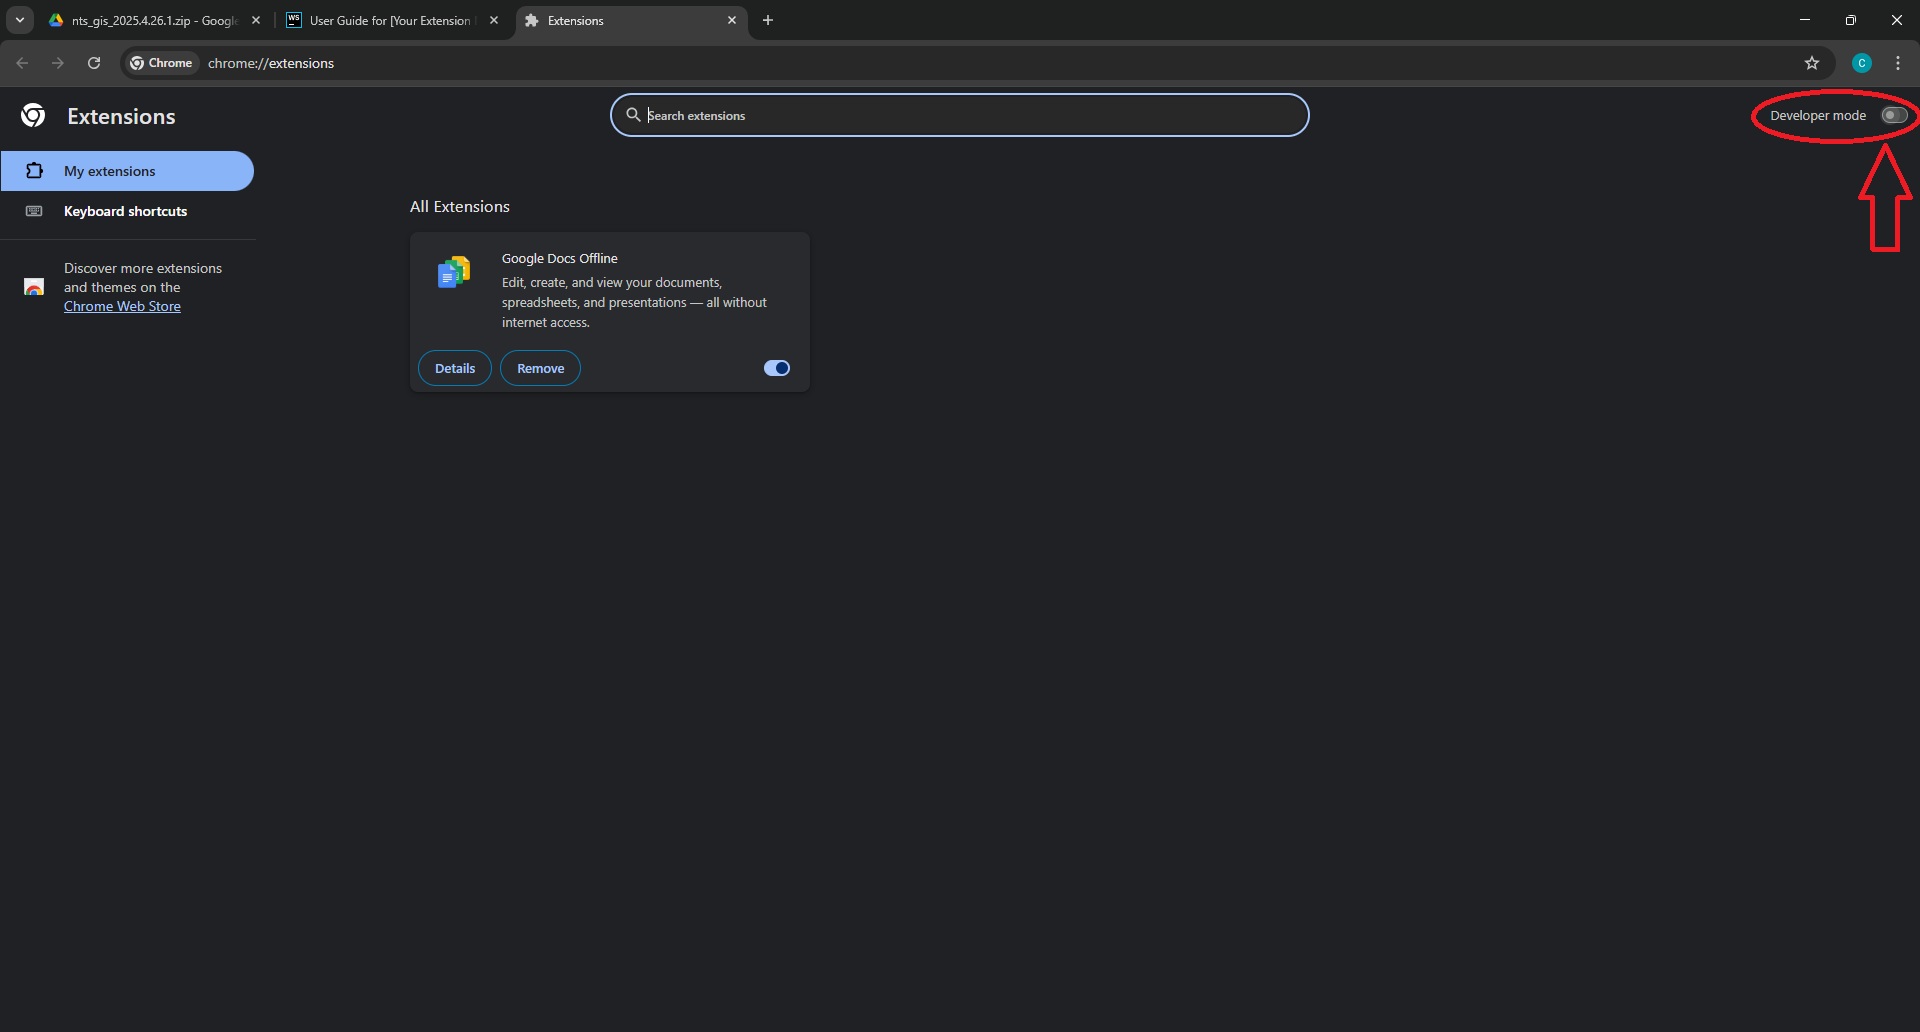 nts_gis_2025.4.26.1.zip - Google
WS
User Guide for [Your Extension
Extensions
Chrome
chrome://extensions
C
Extensions
Search extensions
Developer mode
My extensions
Keyboard shortcuts
Discover more extensions
and themes on the
Chrome Web Store
All Extensions
Google Docs Offline
Edit, create, and view your documents,
spreadsheets, and presentations — all without
internet access.
Details
Remove